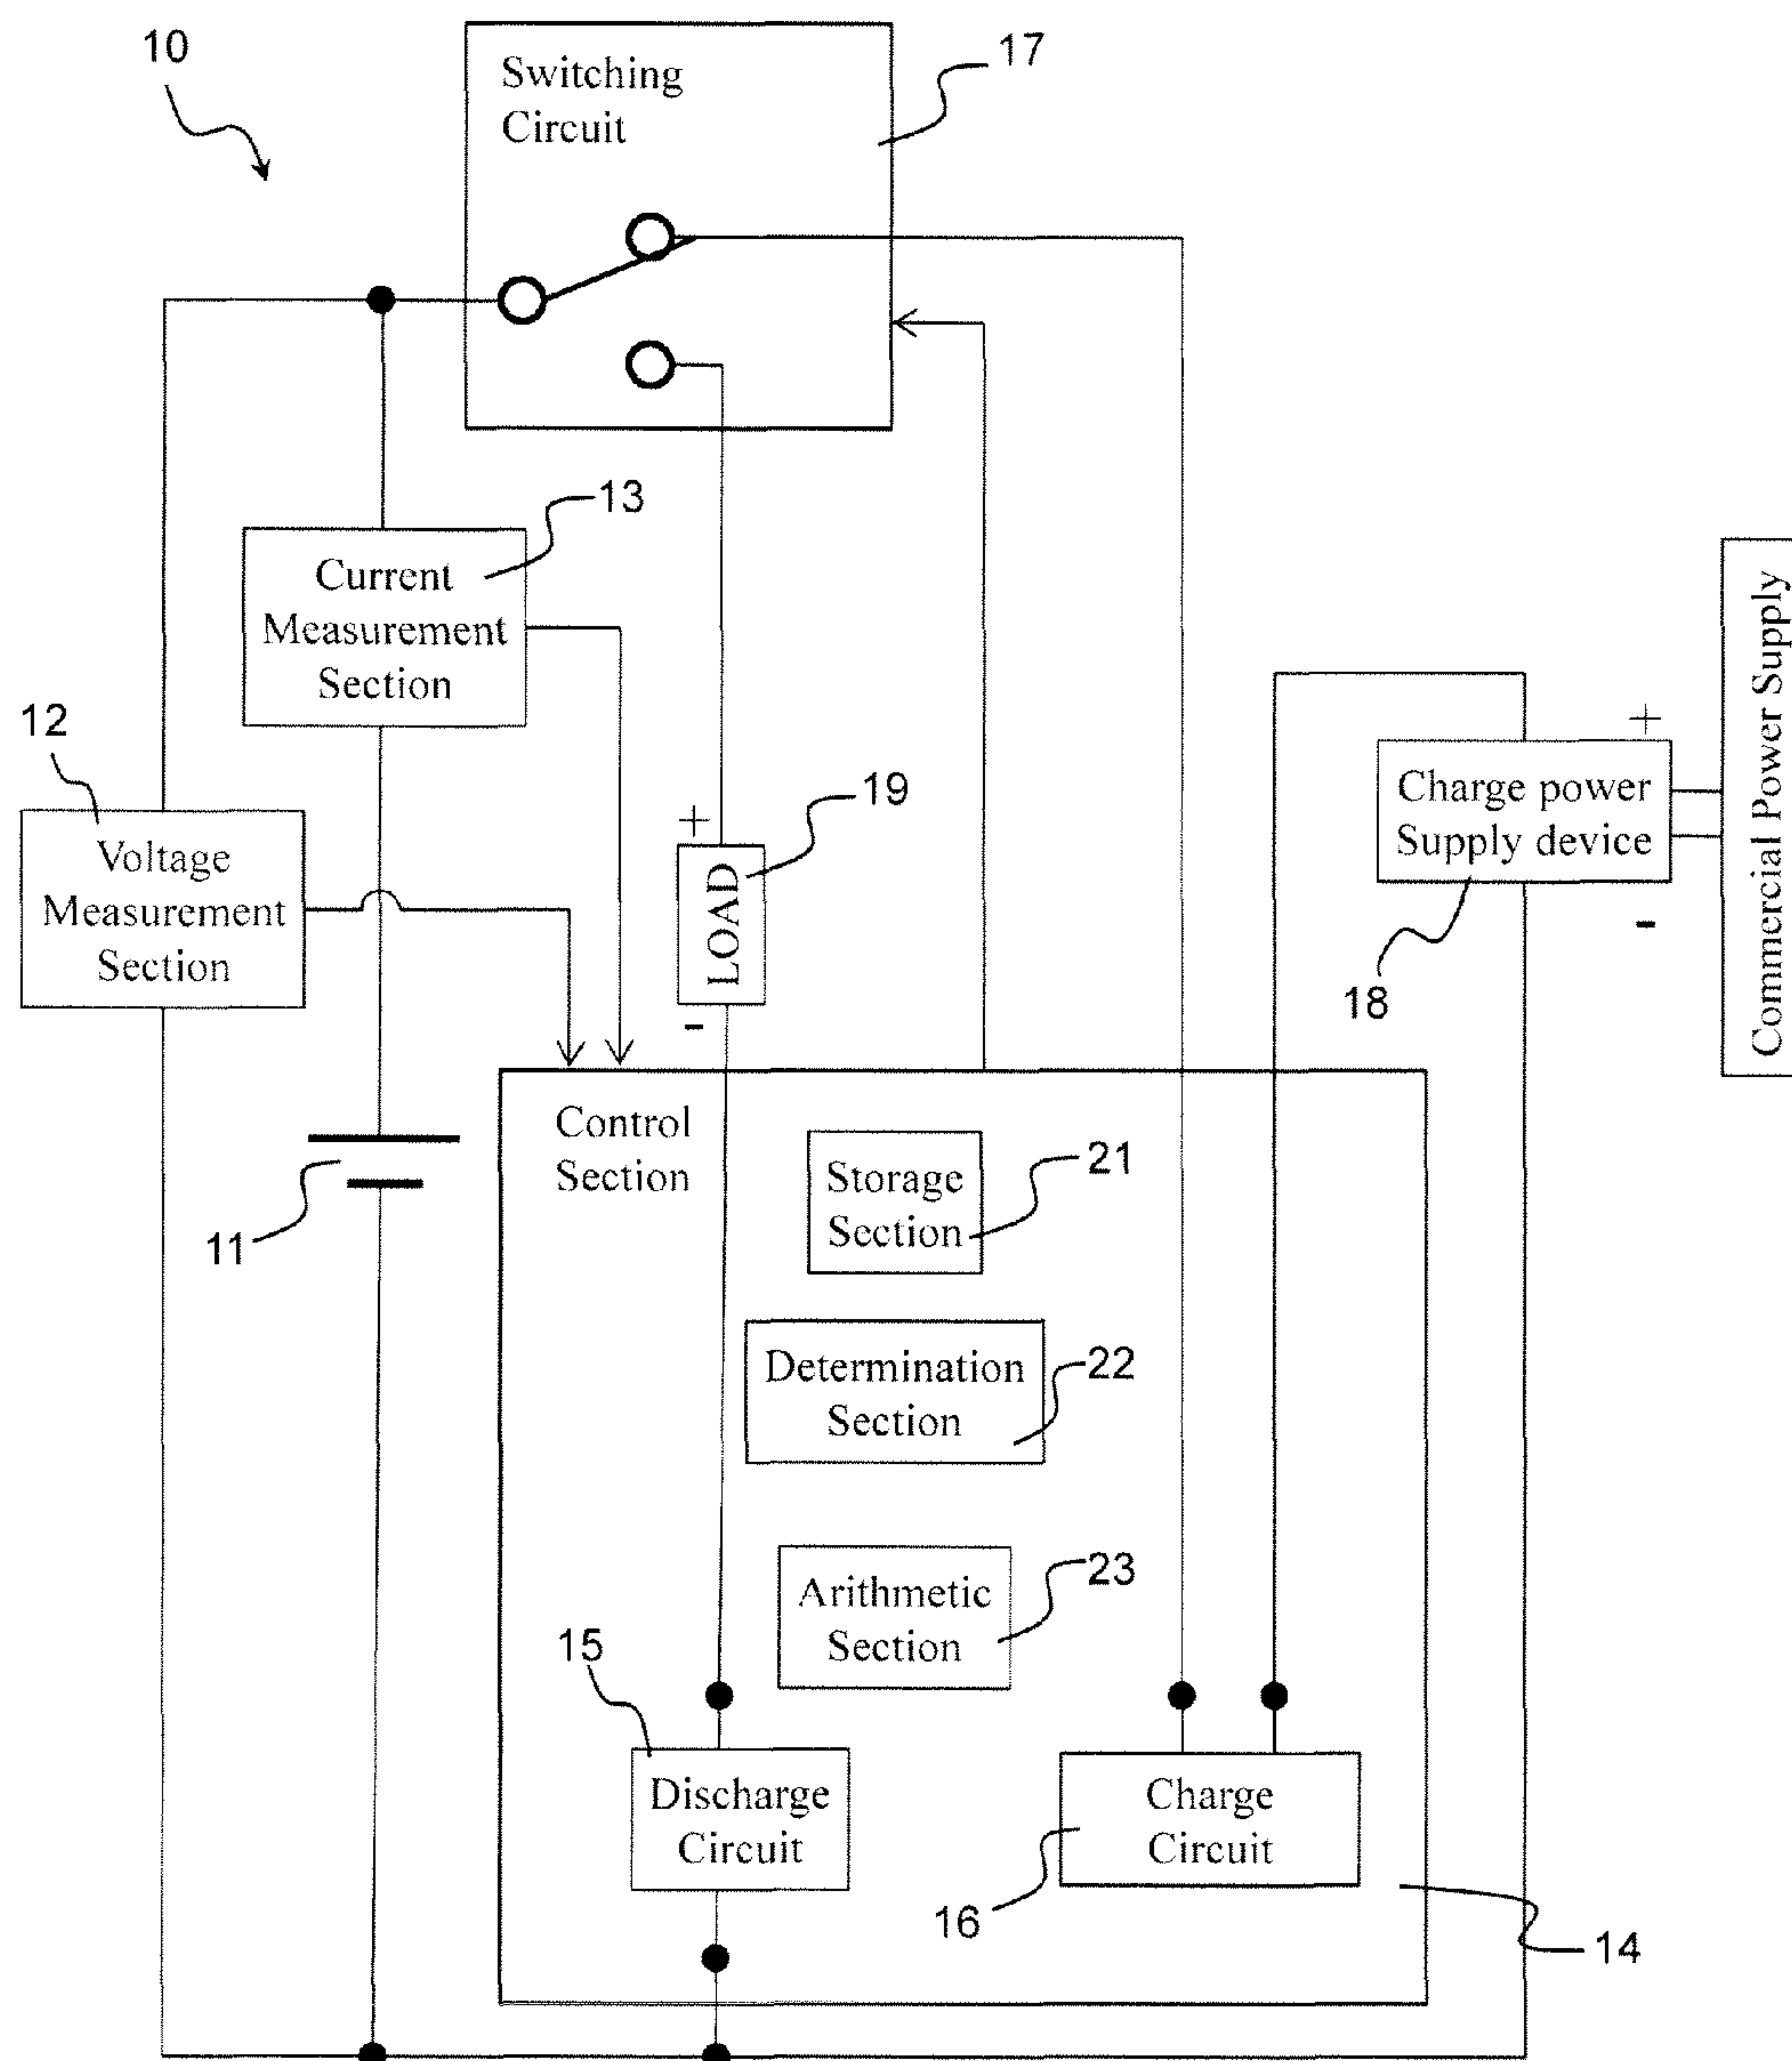 10
Switching
Circuit
17
13
Current
Measurement
Section
12
Voltage
Measurement
Section
+
LOAD
-
19
+
Charge power
Supply device
-
18
Commercial Power Supply
11
Control
Section
Storage
Section
21
Determination
Section
22
Arithmetic
Section
23
15
Discharge
Circuit
Charge
Circuit
16
14